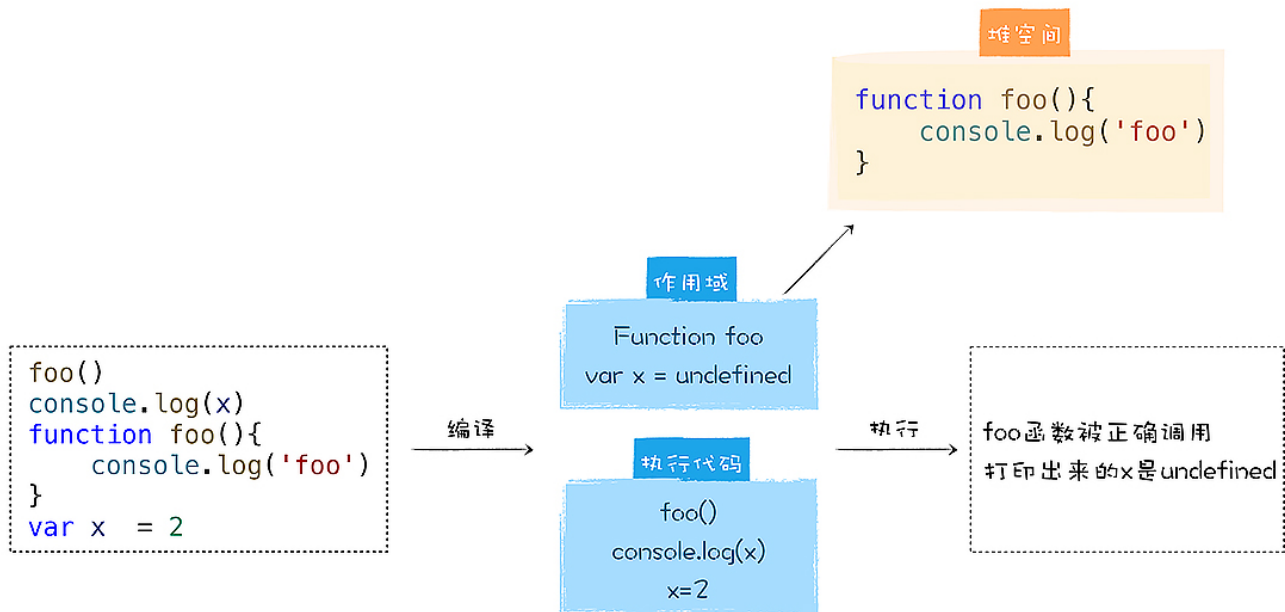 堆空间
function foo(){
    console.log('foo')
}
作用域
Function foo
var x = undefined
foo()
console.log(x)
function foo(){
    console.log('foo')
}
var x  = 2
编译
执行代码
foo()
console.log(x)
x=2
执行
foo函数被正确调用
打印出来的x是undefined